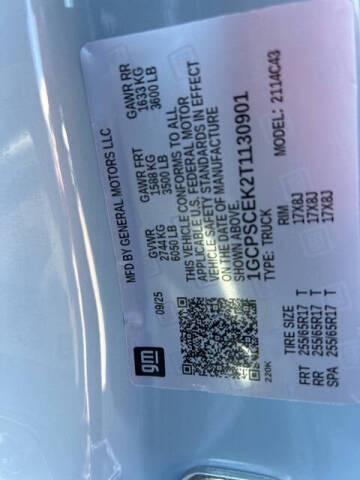 MFD BY GENERAL MOTORS LLC
GVWR GAWR FRT GAWR RR
2744 KG 1588 KG 1633 KG
6050 LB 3500 LB 3600 LB
09/25
THIS VEHICLE CONFORMS TO ALL
APPLICABLE U.S. FEDERAL MOTOR
VEHICLE SAFETY STANDARDS IN EFFECT
ON THE DATE OF MANUFACTURE
SHOWN ABOVE.
1GCPSCEK2T1130901
TYPE: TRUCK MODEL: 2114C43
gm
220K
TIRE SIZE RIM
FRT 255/65R17 T 17X8J
RR 255/65R17 T 17X8J
SPA 255/65R17 T 17X8J